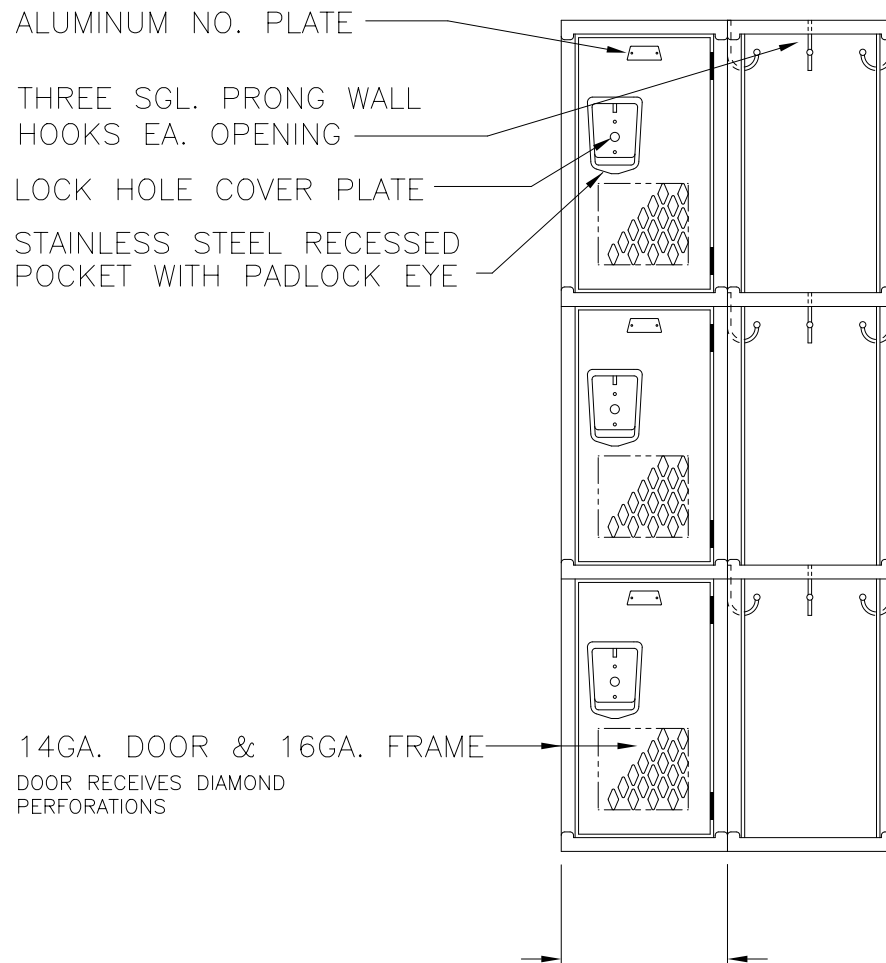 ALUMINUM NO. PLATE
THREE SGL. PRONG WALL
HOOKS EA. OPENING
LOCK HOLE COVER PLATE
STAINLESS STEEL RECESSED
POCKET WITH PADLOCK EYE
14GA. DOOR & 16GA. FRAME
DOOR RECEIVES DIAMOND
PERFORATIONS